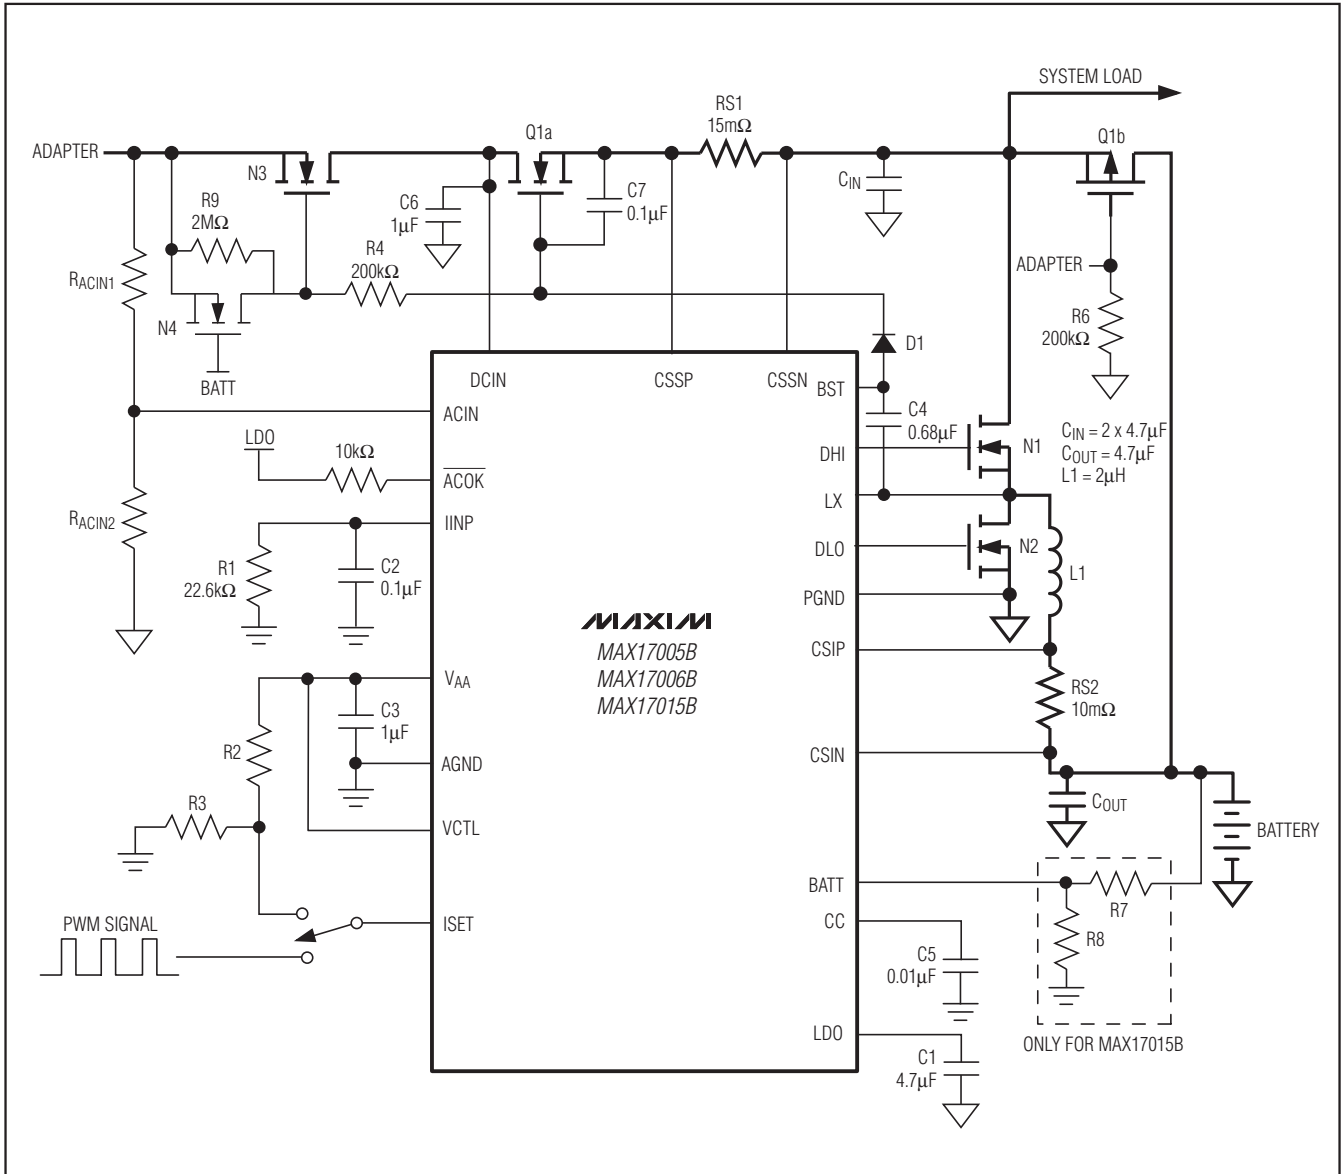 SYSTEM LOAD
RS1
15mΩ
Q1a
Q1b
ADAPTER
N3
C6
1µF
C7
0.1µF
CIN
R9
2MΩ
R4
200kΩ
RACIN1
ADAPTER
N4
R6
200kΩ
D1
BATT
DCIN
CSSP
CSSN
BST
ACIN
C4
0.68µF
LDO
10kΩ
ACOK
DHI
N1
CIN = 2 x 4.7µF
COUT = 4.7µF
L1 = 2µH
LX
RACIN2
IINP
DLO
N2
R1
22.6kΩ
C2
0.1µF
L1
PGND
MAXIM
MAX17005B
MAX17006B
MAX17015B
CSIP
VAA
RS2
10mΩ
C3
1µF
R2
CSIN
AGND
R3
COUT
VCTL
BATTERY
BATT
R7
CC
PWM SIGNAL
ISET
R8
C5
0.01µF
LDO
ONLY FOR MAX17015B
C1
4.7µF